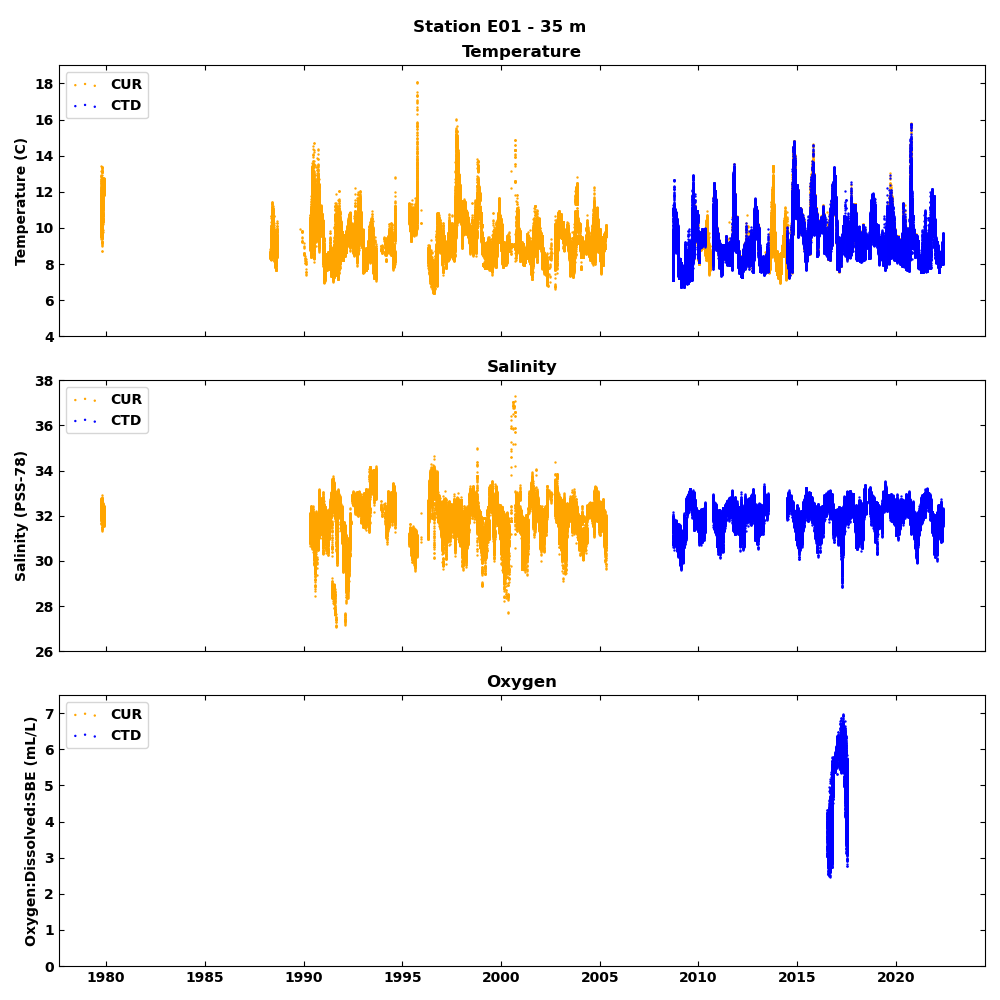 Station E01 - 35 m
Temperature
Temperature (C)
18
16
14
12
10
8
6
4
CUR
CTD
Salinity
Salinity (PSS-78)
38
36
34
32
30
28
26
CUR
CTD
Oxygen
Oxygen:Dissolved:SBE (mL/L)
7
6
5
4
3
2
1
0
CUR
CTD
1980 1985 1990 1995 2000 2005 2010 2015 2020